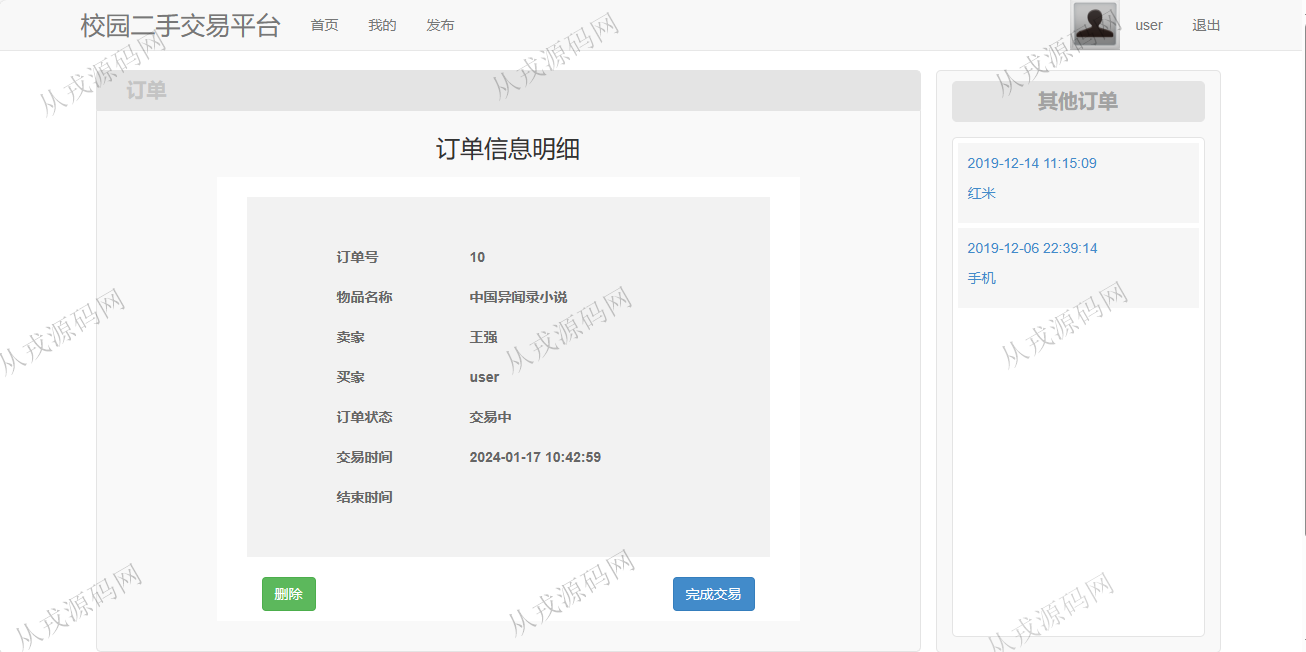 校园二手交易平台 首页 我的 发布 user 退出
订单
订单信息明细
订单号 10
物品名称 中国异闻录小说
卖家 王强
买家 user
订单状态 交易中
交易时间 2024-01-17 10:42:59
结束时间
删除 完成交易
其他订单
2019-12-14 11:15:09
红米
2019-12-06 22:39:14
手机
从戎源码网
从戎源码网
从戎源码网
从戎源码网
从戎源码网
从戎源码网
从戎源码网
从戎源码网
从戎源码网